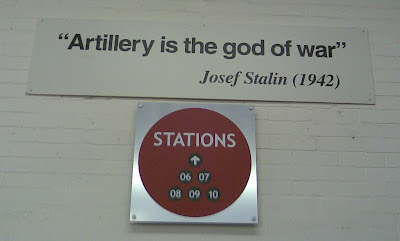 “Artillery is the god of war”
Josef Stalin (1942)
STATIONS
06 07
08 09 10